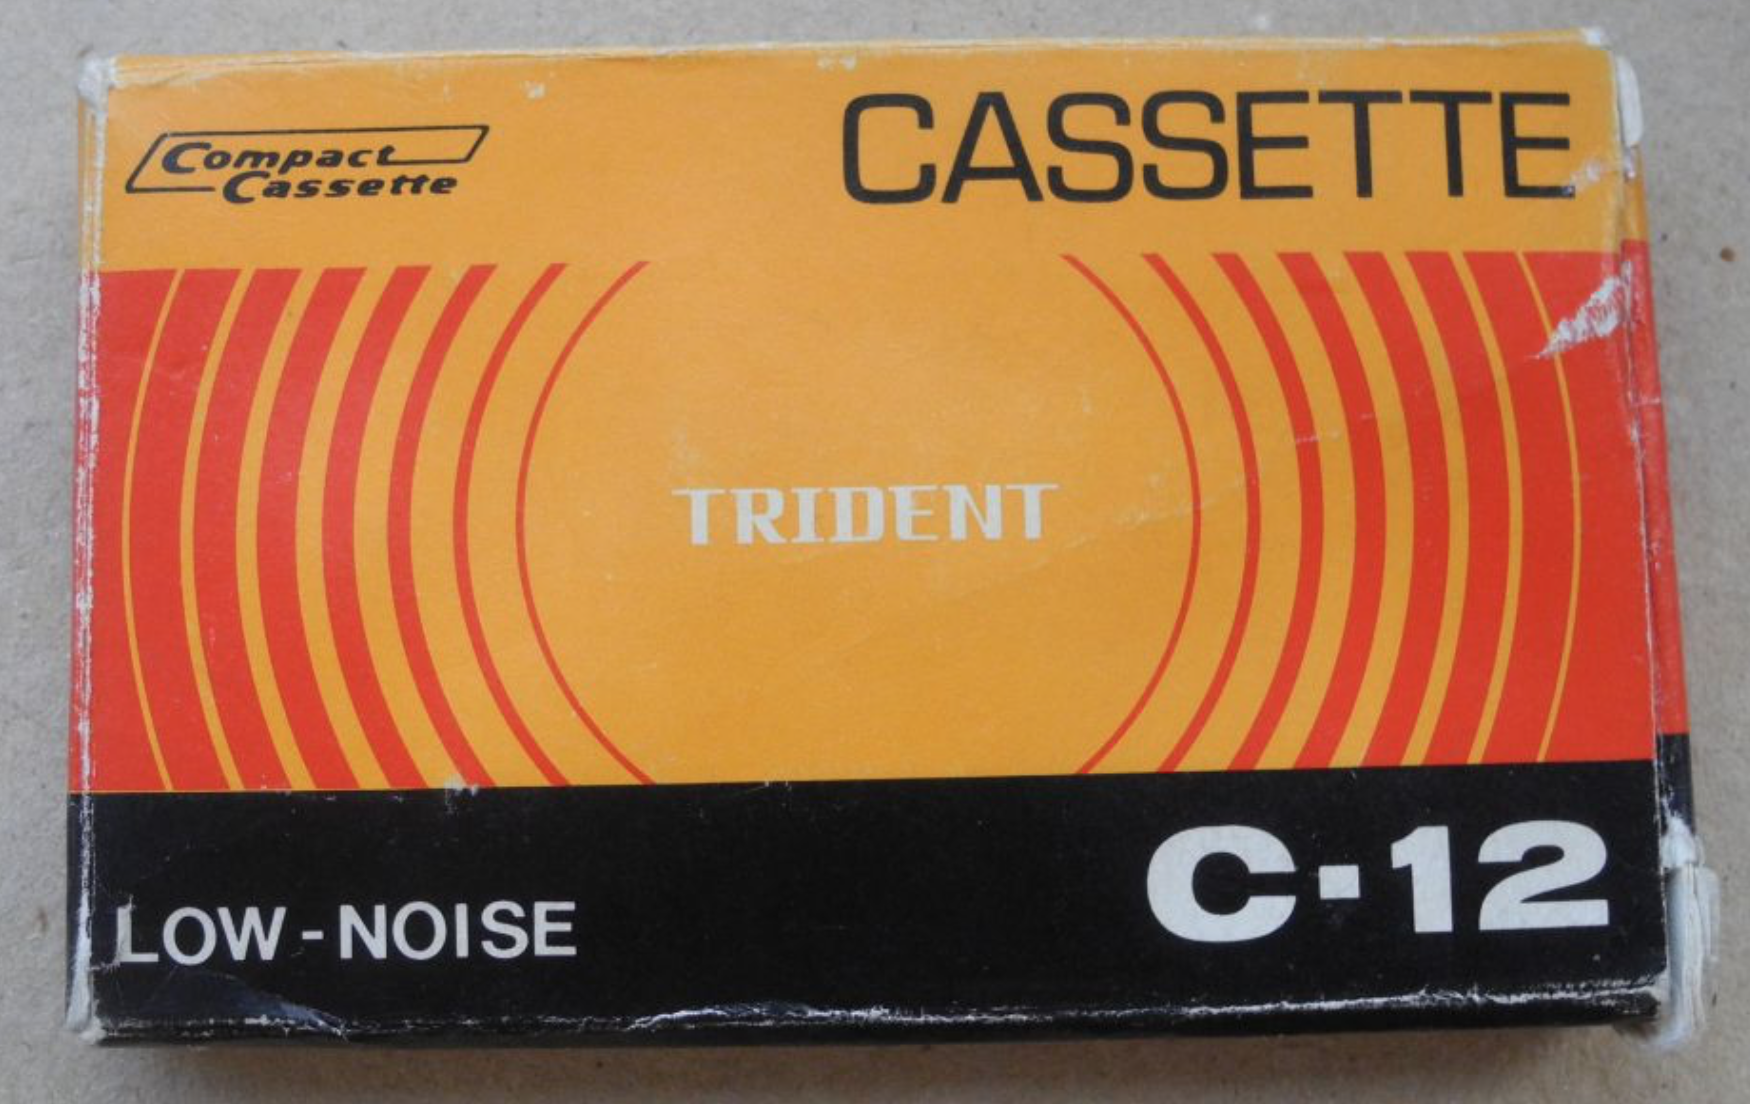 Compact
Cassette
CASSETTE
TRIDENT
LOW-NOISE
C·12